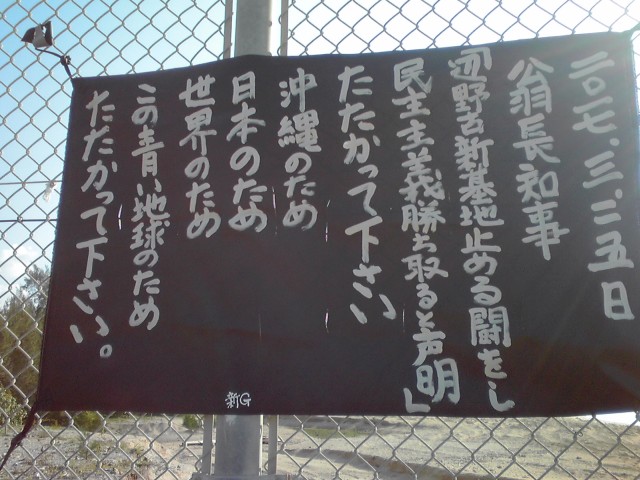 二〇一七、三、二五日
翁長知事
「辺野古新基地止める闘をし
民主主義勝ち取ると声明」
たたかって下さい
沖縄のため
日本のため
世界のため
この青い地球のため
たたかって下さい。
新G